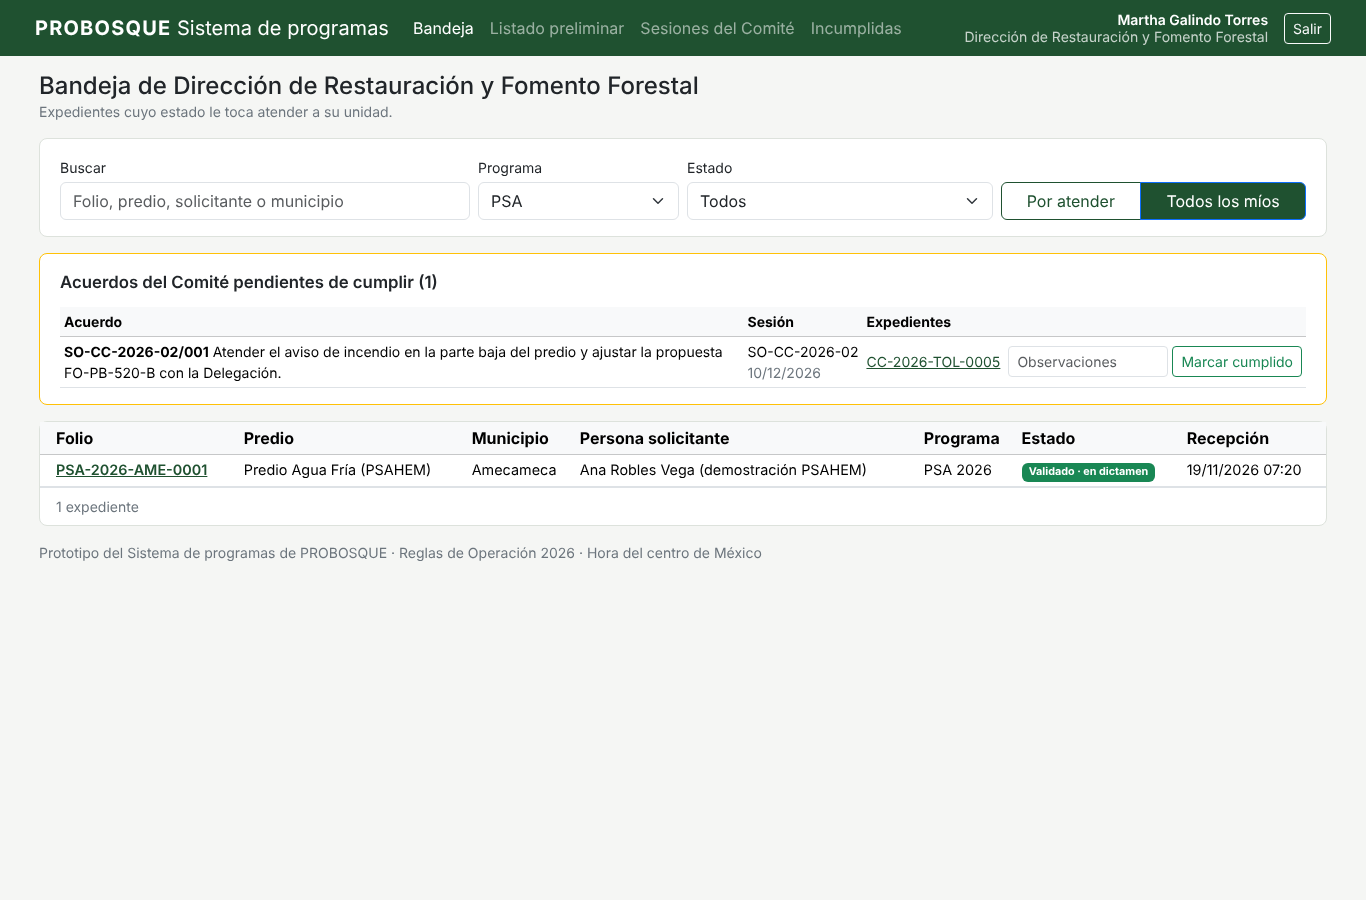 PROBOSQUE Sistema de programas Bandeja Listado preliminar Sesiones del Comité Incumplidas
Martha Galindo Torres
Dirección de Restauración y Fomento Forestal
Salir
Bandeja de Dirección de Restauración y Fomento Forestal
Expedientes cuyo estado le toca atender a su unidad.
Buscar Programa Estado
Folio, predio, solicitante o municipio PSA Todos Por atender Todos los míos
Acuerdos del Comité pendientes de cumplir (1)
Acuerdo Sesión Expedientes
SO-CC-2026-02/001 Atender el aviso de incendio en la parte baja del predio y ajustar la propuesta
FO-PB-520-B con la Delegación.
SO-CC-2026-02
10/12/2026
CC-2026-TOL-0005 Observaciones Marcar cumplido
Folio Predio Municipio Persona solicitante Programa Estado Recepción
PSA-2026-AME-0001 Predio Agua Fría (PSAHEM) Amecameca Ana Robles Vega (demostración PSAHEM) PSA 2026 Validado · en dictamen 19/11/2026 07:20
1 expediente
Prototipo del Sistema de programas de PROBOSQUE · Reglas de Operación 2026 · Hora del centro de México